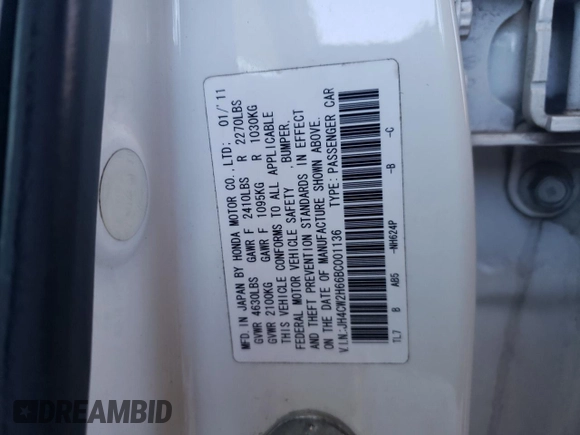 MFD. IN JAPAN BY HONDA MOTOR CO., LTD: 01/'11
GVWR 4630LBS GAWR F 2410LBS R 2270LBS
GVWR 2100KG GAWR F 1095KG R 1030KG
THIS VEHICLE CONFORMS TO ALL APPLICABLE
FEDERAL MOTOR VEHICLE SAFETY , BUMPER,
AND THEFT PREVENTION STANDARDS IN EFFECT
ON THE DATE OF MANUFACTURE SHOWN ABOVE.
V.I.N.:JH4CW2H66BC001136 TYPE: PASSENGER CAR
TL7 B AB5 -NH624P -B -C
DREAMBID